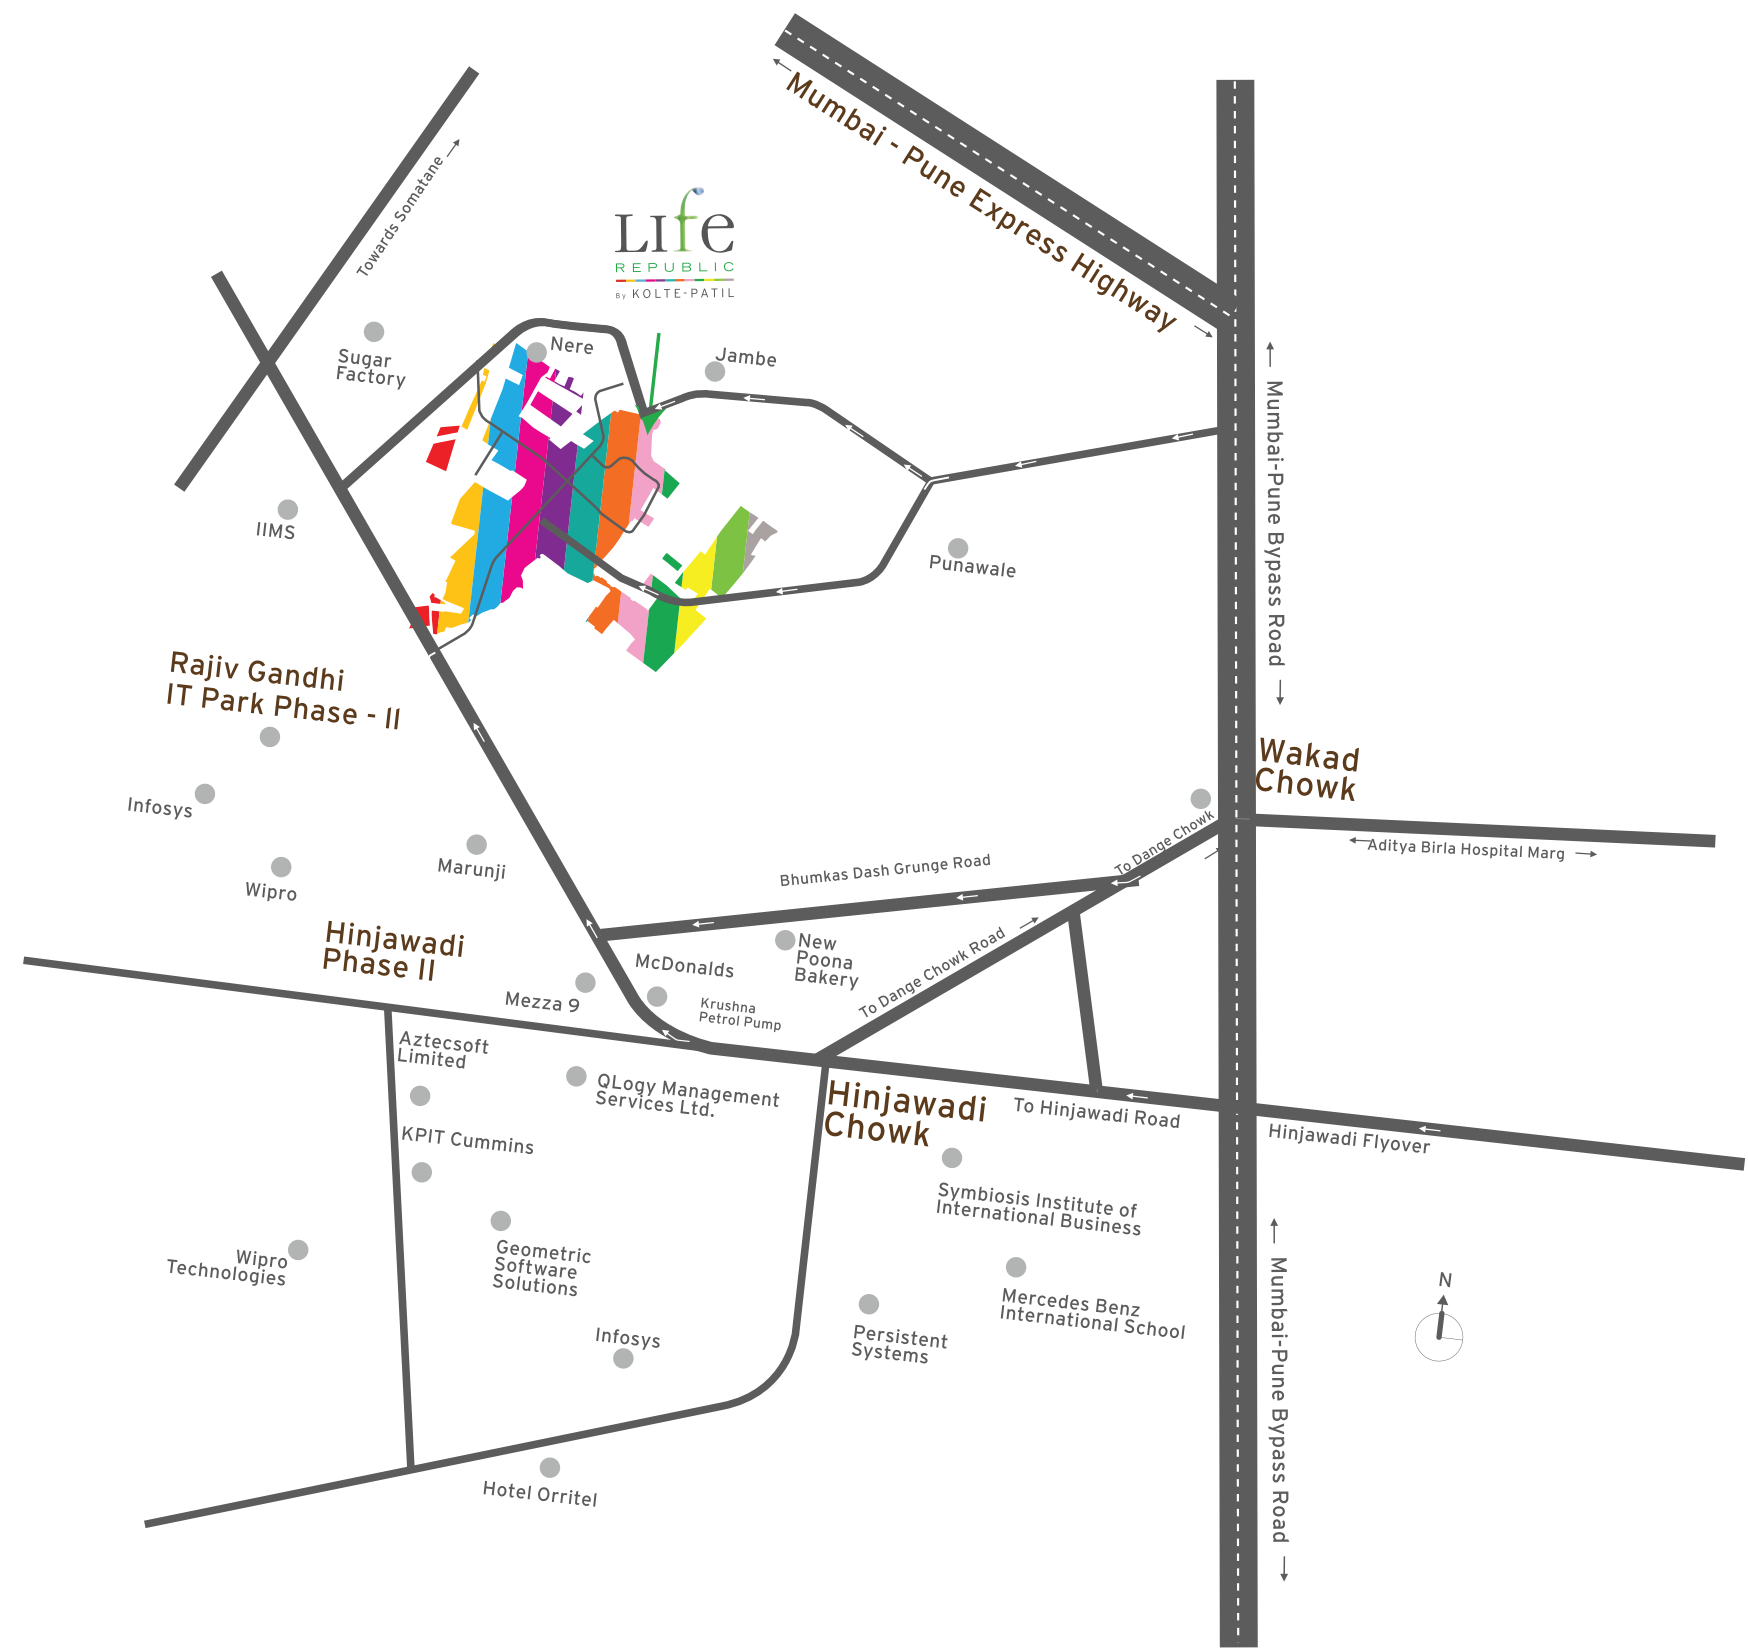 Mumbai - Pune Express Highway
Towards Somatane
LIfe
REPUBLIC
By KOLTE-PATIL
Sugar
Factory
Nere
Jambe
Mumbai-Pune Bypass Road
IIMS
Punawale
Rajiv Gandhi
IT Park Phase - II
Wakad
Chowk
Infosys
To Dange Chowk
Aditya Birla Hospital Marg
Marunji
Bhumkas Dash Grunge Road
Wipro
Hinjawadi
Phase II
McDonalds
New
Poona
Bakery
To Dange Chowk Road
Mezza 9
Krushna
Petrol Pump
Aztecsoft
Limited
QLogy Management
Services Ltd.
Hinjawadi
Chowk
To Hinjawadi Road
Hinjawadi Flyover
KPIT Cummins
Symbiosis Institute of
International Business
Wipro
Technologies
Geometric
Software
Solutions
Mercedes Benz
International School
N
Infosys
Persistent
Systems
Mumbai-Pune Bypass Road
Hotel Orritel